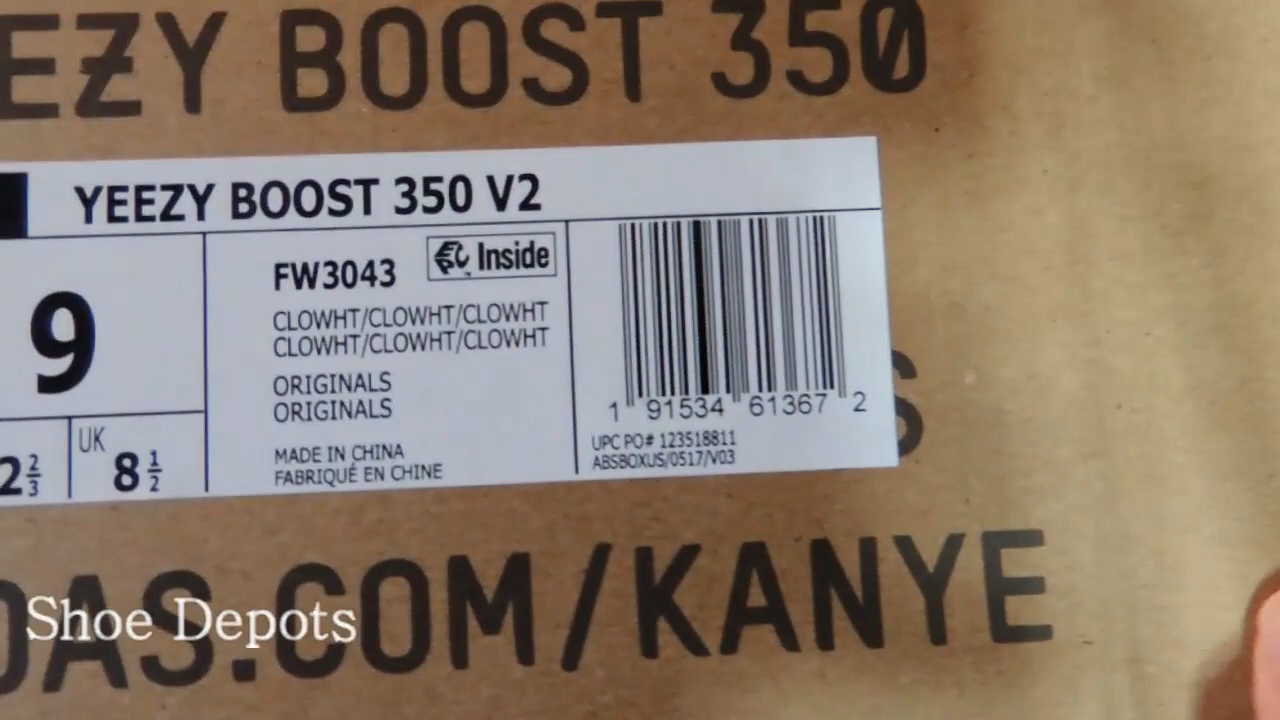 EEZY BOOST 350
YEEZY BOOST 350 V2
9
2 2/3
UK
8 1/2
FW3043
Inside
CLOWHT/CLOWHT/CLOWHT
CLOWHT/CLOWHT/CLOWHT
ORIGINALS
ORIGINALS
MADE IN CHINA
FABRIQUÉ EN CHINE
1 91534 61367 2
UPC PO# 123518811
ABSBOXUS/0517/V03
S
DAS.COM/KANYE
Shoe Depots